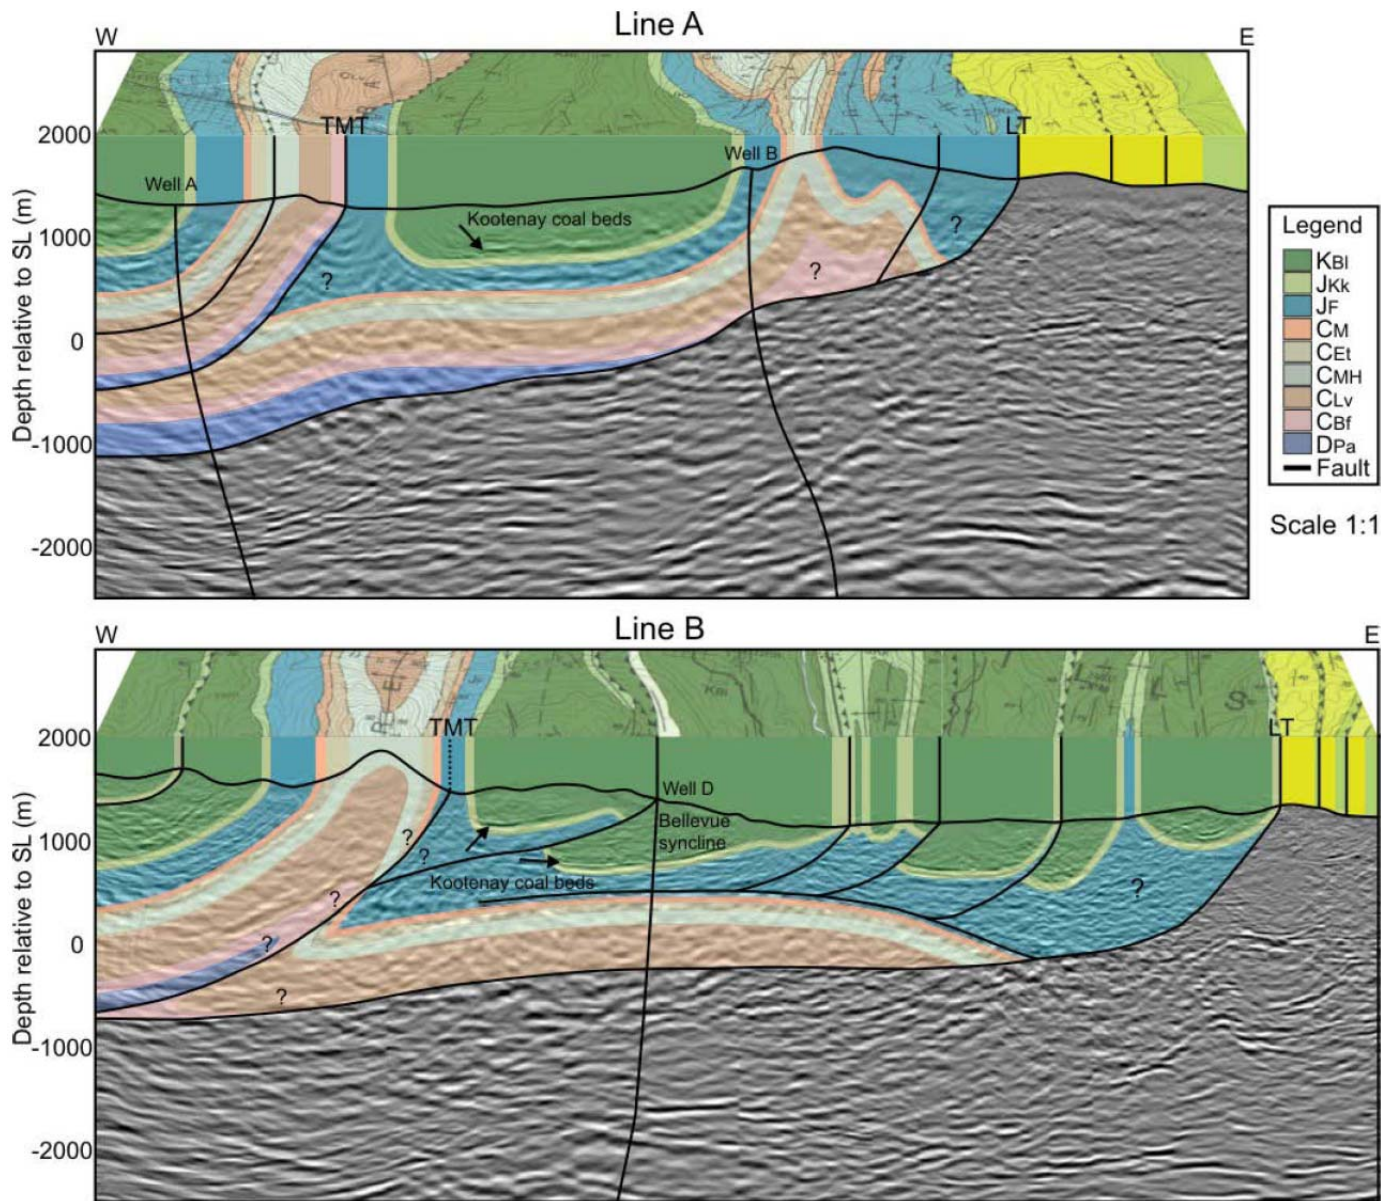 Line A
W
E
2000
TMT
LT
Well B
Well A
Kootenay coal beds
1000
?
?
?
0
-1000
-2000
Depth relative to SL (m)
Legend
KBl
JKk
JF
CM
CEt
CMH
CLv
CBf
DPa
Fault
Scale 1:1
Line B
W
E
2000
TMT
LT
Well D
Bellevue
syncline
1000
?
?
Kootenay coal beds
?
?
?
0
?
-1000
-2000
Depth relative to SL (m)
KBl